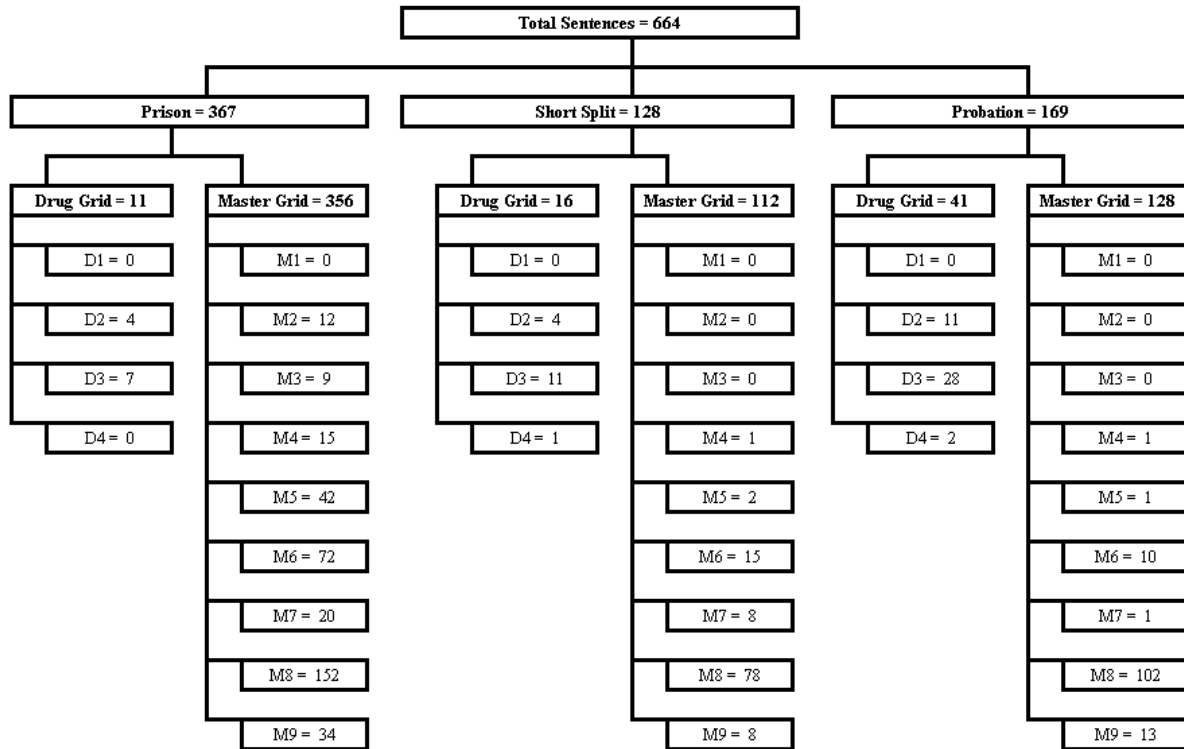 Total Sentences = 664
Prison = 367
Short Split = 128
Probation = 169
Drug Grid = 11
Master Grid = 356
Drug Grid = 16
Master Grid = 112
Drug Grid = 41
Master Grid = 128
D1 = 0
M1 = 0
D1 = 0
M1 = 0
D1 = 0
M1 = 0
D2 = 4
M2 = 12
D2 = 4
M2 = 0
D2 = 11
M2 = 0
D3 = 7
M3 = 9
D3 = 11
M3 = 0
D3 = 28
M3 = 0
D4 = 0
M4 = 15
D4 = 1
M4 = 1
D4 = 2
M4 = 1
M5 = 42
M5 = 2
M5 = 1
M6 = 72
M6 = 15
M6 = 10
M7 = 20
M7 = 8
M7 = 1
M8 = 152
M8 = 78
M8 = 102
M9 = 34
M9 = 8
M9 = 13